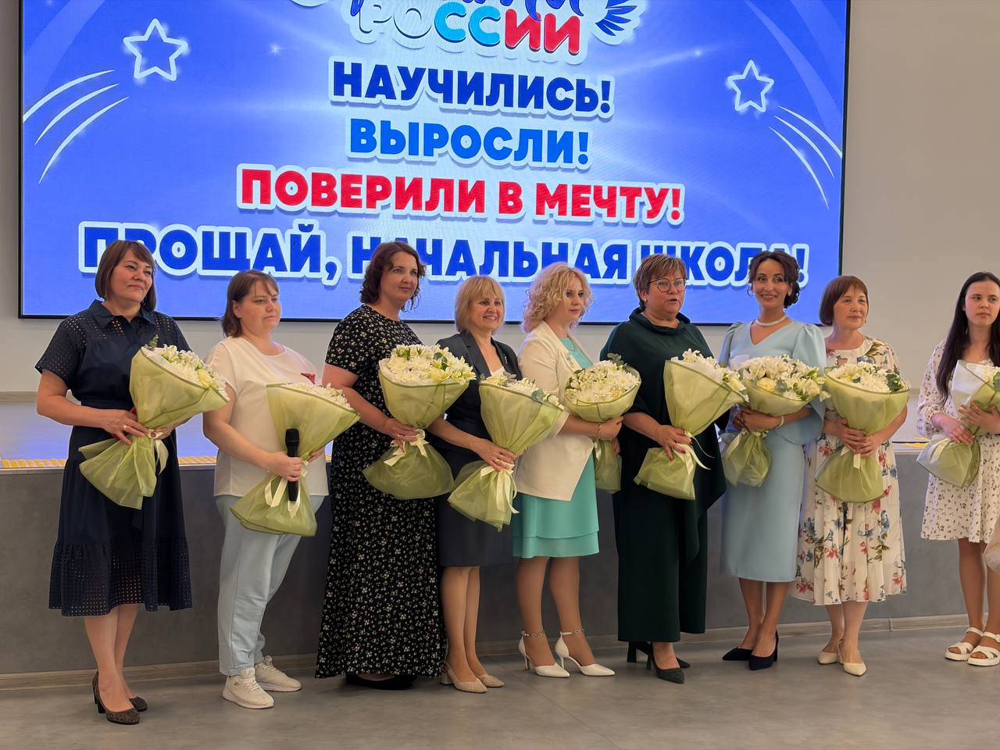 РОССИИ
НАУЧИЛИСЬ!
ВЫРОСЛИ!
ПОВЕРИЛИ В МЕЧТУ!
ПРОЩАЙ, НАЧАЛЬНАЯ ШКОЛА!